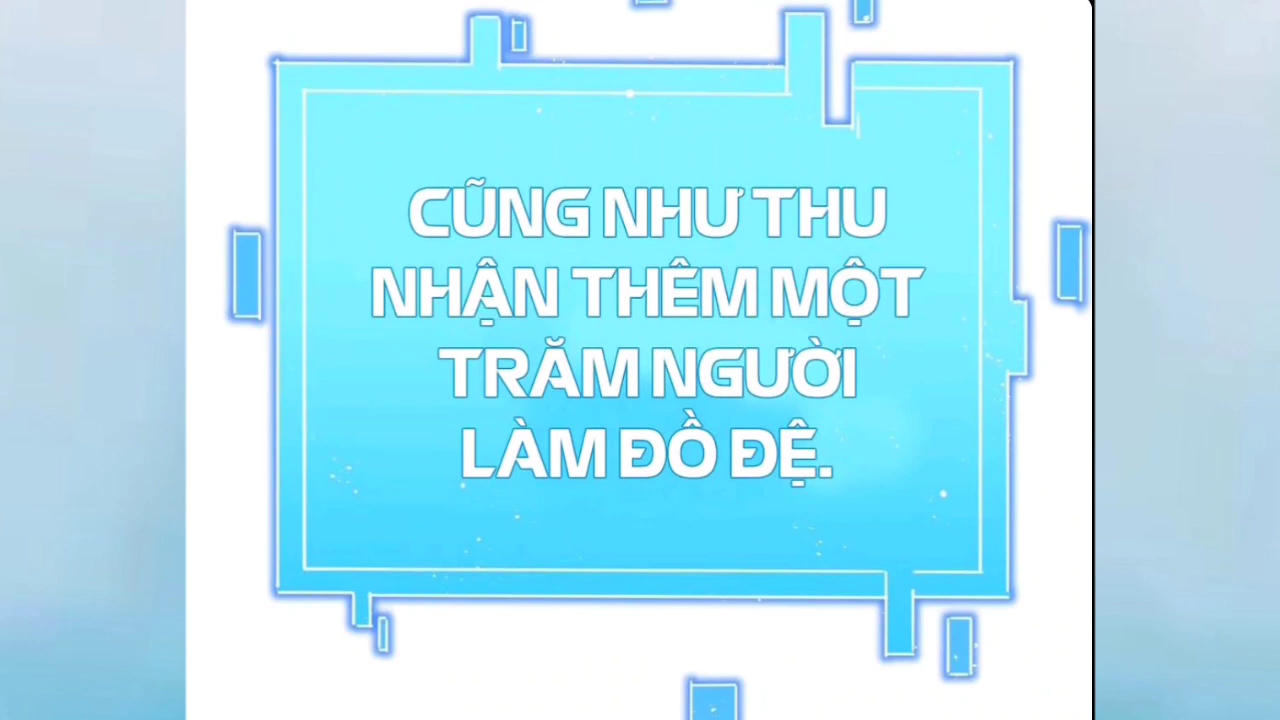 CŨNG NHƯ THU
NHẬN THÊM MỘT
TRĂM NGƯỜI
LÀM ĐỒ ĐỆ.